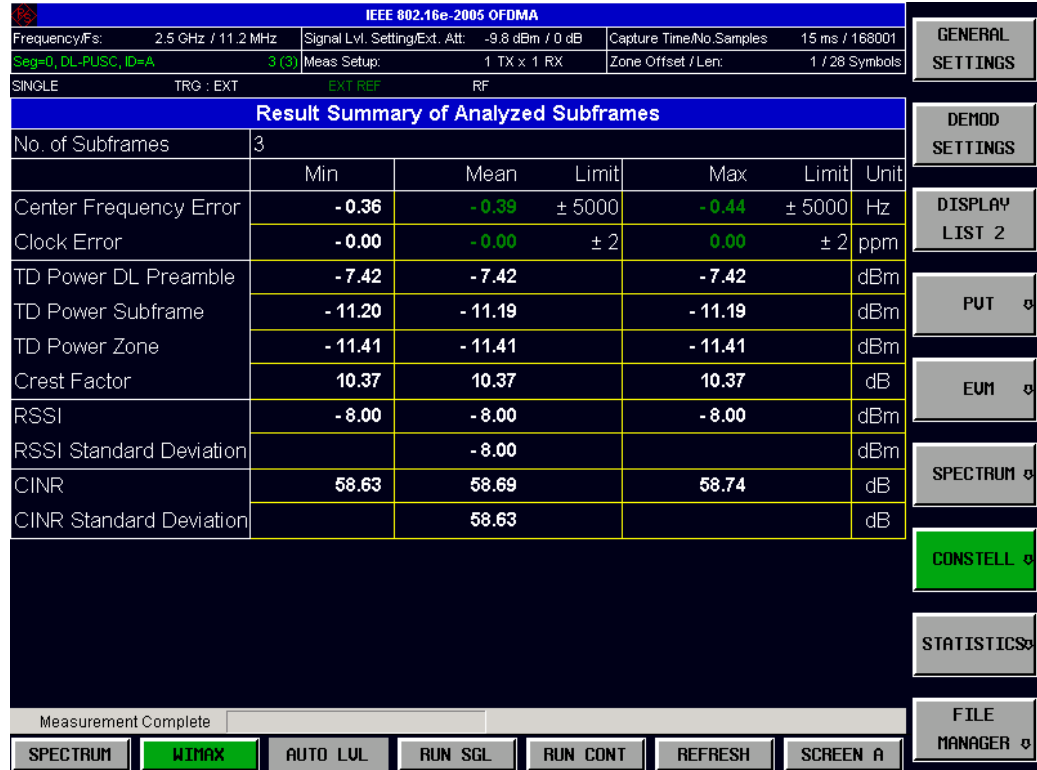 IEEE 802.16e-2005 OFDMA
Frequency/Fs: 2.5 GHz / 11.2 MHz Signal Lvl. Setting/Ext. Att: -9.8 dBm / 0 dB Capture Time/No.Samples 15 ms / 168001
Seg=0, DL-PUSC, ID=A 3 (3) Meas Setup: 1 TX x 1 RX Zone Offset / Len: 1 / 28 Symbols
SINGLE TRG : EXT EXT REF RF
Result Summary of Analyzed Subframes
No. of Subframes 3
Min Mean Limit Max Limit Unit
Center Frequency Error - 0.36 - 0.39 ± 5000 - 0.44 ± 5000 Hz
Clock Error - 0.00 - 0.00 ± 2 0.00 ± 2 ppm
TD Power DL Preamble - 7.42 - 7.42 - 7.42 dBm
TD Power Subframe - 11.20 - 11.19 - 11.19 dBm
TD Power Zone - 11.41 - 11.41 - 11.41 dBm
Crest Factor 10.37 10.37 10.37 dB
RSSI - 8.00 - 8.00 - 8.00 dBm
RSSI Standard Deviation - 8.00 dBm
CINR 58.63 58.69 58.74 dB
CINR Standard Deviation 58.63 dB
Measurement Complete
SPECTRUM WIMAX AUTO LVL RUN SGL RUN CONT REFRESH SCREEN A
GENERAL
SETTINGS
DEMOD
SETTINGS
DISPLAY
LIST 2
PVT
EVM
SPECTRUM
CONSTELL
STATISTICS
FILE
MANAGER